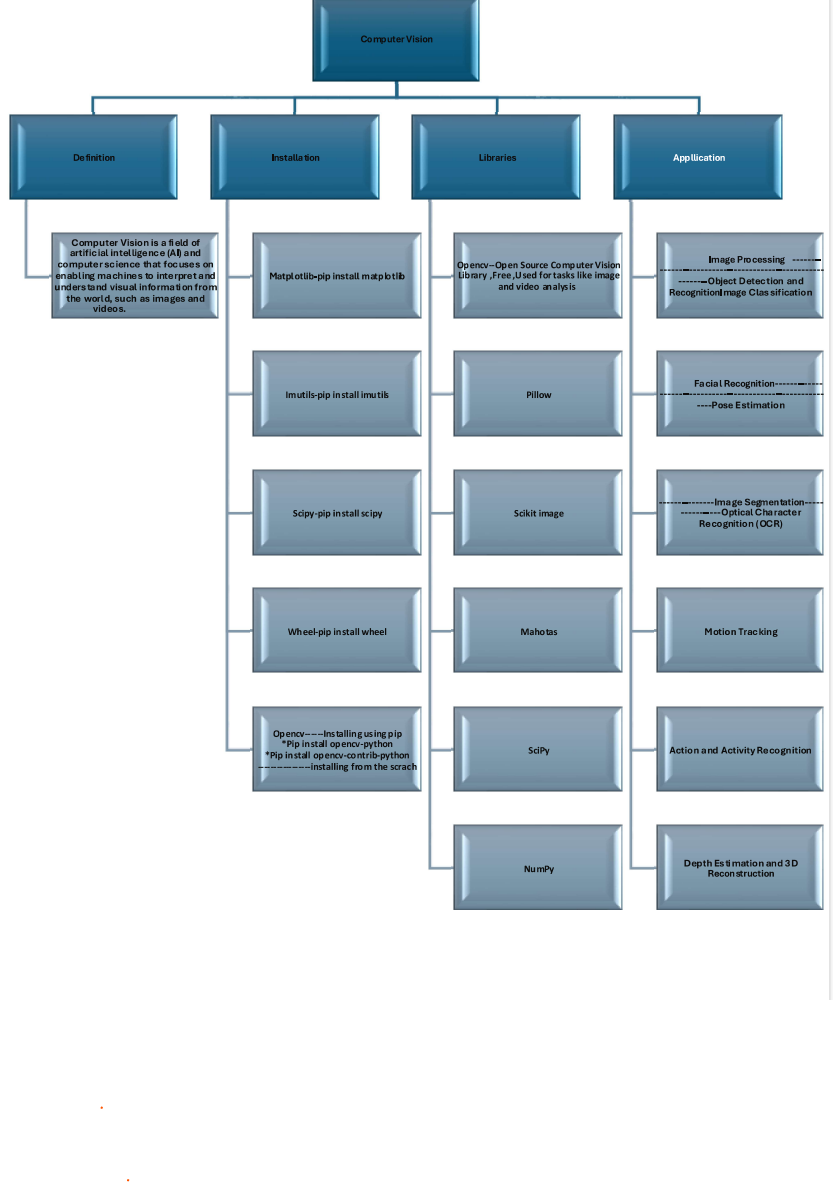 Computer Vision
Definition
Installation
Libraries
Appllication
Computer Vision is a field of
artificial intelligence (AI) and
computer science that focuses on
enabling machines to interpret and
understand visual information from
the world, such as images and
videos.
Matplotlib-pip install matplotlib
Imutils-pip install imutils
Scipy-pip install scipy
Wheel-pip install wheel
Opencv-----Installing using pip
*Pip install opencv-python
*Pip install opencv-contrib-python
----------------installing from the scrach
Opencv--Open Source Computer Vision
Library ,Free,Used for tasks like image
and video analysis
Pillow
Scikit image
Mahotas
SciPy
NumPy
Image Processing -------
-------------------------------------
-------Object Detection and
RecognitionImage Classification
Facial Recognition-----------
-------------------------------------
----Pose Estimation
-------------Image Segmentation-----
----------Optical Character
Recognition (OCR)
Motion Tracking
Action and Activity Recognition
Depth Estimation and 3D
Reconstruction